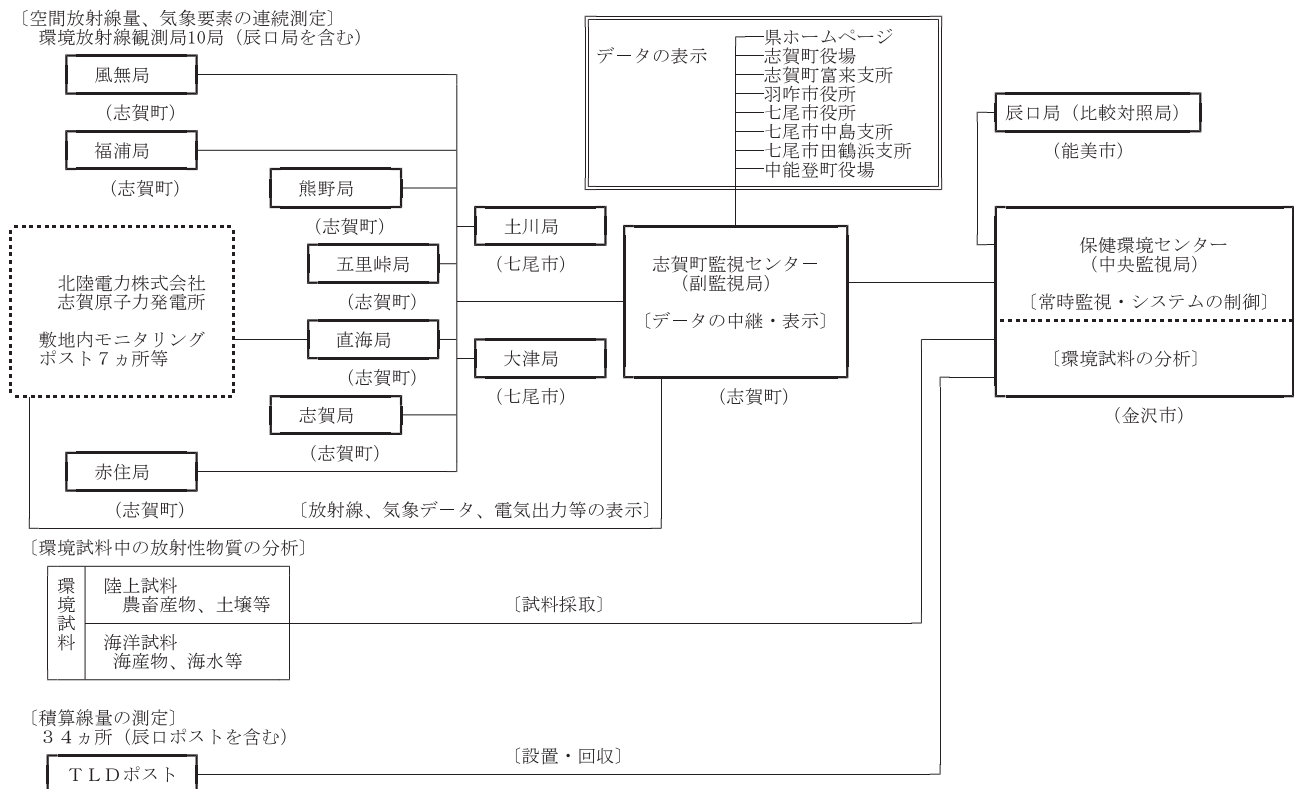 〔空間放射線量、気象要素の連続測定〕
環境放射線観測局10局（辰口局を含む）
風無局
（志賀町）
福浦局
（志賀町）
熊野局
（志賀町）
土川局
（七尾市）
五里峠局
（志賀町）
北陸電力株式会社
志賀原子力発電所
敷地内モニタリング
ポスト７ヵ所等
直海局
（志賀町）
大津局
（七尾市）
志賀局
（志賀町）
赤住局
（志賀町）
〔放射線、気象データ、電気出力等の表示〕
データの表示
県ホームページ
志賀町役場
志賀町富来支所
羽咋市役所
七尾市役所
七尾市中島支所
七尾市田鶴浜支所
中能登町役場
志賀町監視センター
（副監視局）
〔データの中継・表示〕
（志賀町）
辰口局（比較対照局）
（能美市）
保健環境センター
（中央監視局）
〔常時監視・システムの制御〕
〔環境試料の分析〕
（金沢市）
〔環境試料中の放射性物質の分析〕
環境試料
陸上試料
農畜産物、土壌等
海洋試料
海産物、海水等
〔試料採取〕
〔積算線量の測定〕
３４ヵ所（辰口ポストを含む）
ＴＬＤポスト
〔設置・回収〕